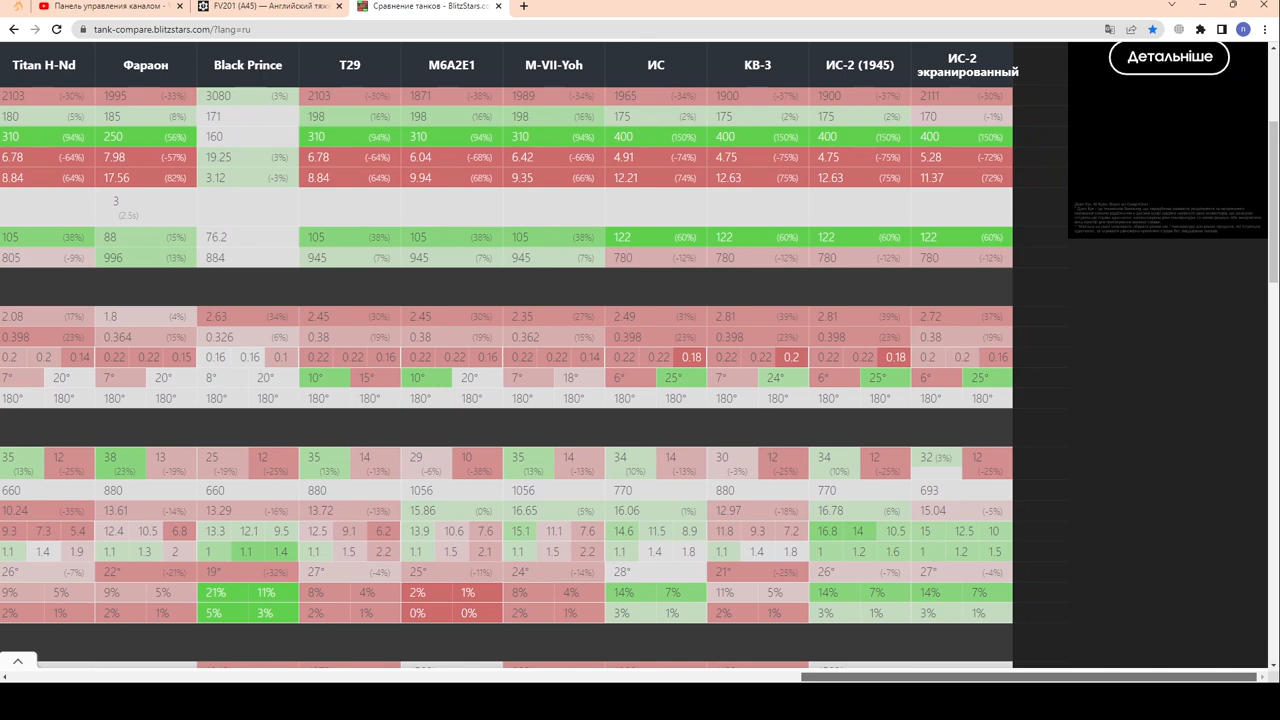 Панель управления каналом -
FV201 (A45) — Английский тяже
Сравнение танков - BlitzStars.co
tank-compare.blitzstars.com/?lang=ru
n
Детальніше
Titan H-Nd Фараон Black Prince T29 M6A2E1 M-VII-Yoh ИС КВ-3 ИС-2 (1945) ИС-2 экранированный
2103 (-30%) 1995 (-33%) 3080 (3%) 2103 (-30%) 1871 (-38%) 1989 (-34%) 1965 (-34%) 1900 (-37%) 1900 (-37%) 2111 (-30%)
180 (5%) 185 (8%) 171 198 (16%) 198 (16%) 198 (16%) 175 (2%) 175 (2%) 175 (2%) 170 (-1%)
310 (94%) 250 (56%) 160 310 (94%) 310 (94%) 310 (94%) 400 (150%) 400 (150%) 400 (150%) 400 (150%)
6.78 (-64%) 7.98 (-57%) 19.25 (3%) 6.78 (-64%) 6.04 (-68%) 6.42 (-66%) 4.91 (-74%) 4.75 (-75%) 4.75 (-75%) 5.28 (-72%)
8.84 (64%) 17.56 (82%) 3.12 (-3%) 8.84 (64%) 9.94 (68%) 9.35 (66%) 12.21 (74%) 12.63 (75%) 12.63 (75%) 11.37 (72%)
3
(2.5s)
105 (38%) 88 (15%) 76.2 105 (38%) 105 (38%) 105 (38%) 122 (60%) 122 (60%) 122 (60%) 122 (60%)
805 (-9%) 996 (13%) 884 945 (7%) 945 (7%) 945 (7%) 780 (-12%) 780 (-12%) 780 (-12%) 780 (-12%)
2.08 (17%) 1.8 (4%) 2.63 (34%) 2.45 (30%) 2.45 (30%) 2.35 (27%) 2.49 (31%) 2.81 (39%) 2.81 (39%) 2.72 (37%)
0.398 (23%) 0.364 (15%) 0.326 (6%) 0.38 (19%) 0.38 (19%) 0.362 (15%) 0.398 (23%) 0.398 (23%) 0.398 (23%) 0.38 (19%)
0.2 0.2 0.14 0.22 0.22 0.15 0.16 0.16 0.1 0.22 0.22 0.16 0.22 0.22 0.16 0.22 0.22 0.14 0.22 0.22 0.18 0.22 0.22 0.2 0.22 0.22 0.18 0.2 0.2 0.16
7° 20° 7° 20° 8° 20° 10° 15° 10° 20° 7° 18° 6° 25° 7° 24° 6° 25° 6° 25°
180° 180° 180° 180° 180° 180° 180° 180° 180° 180° 180° 180° 180° 180° 180° 180° 180° 180° 180° 180°
35 12 38 13 25 12 35 14 29 10 35 14 34 14 30 12 34 12 32 (3%) 12
(13%) (-25%) (23%) (-19%) (-19%) (-25%) (13%) (-13%) (-6%) (-38%) (13%) (-13%) (10%) (-13%) (-3%) (-25%) (10%) (-25%) (-25%)
660 880 660 880 1056 1056 770 880 770 693
10.24 (-35%) 13.61 (-14%) 13.29 (-16%) 13.72 (-13%) 15.86 (0%) 16.65 (5%) 16.06 (1%) 12.97 (-18%) 16.78 (6%) 15.04 (-5%)
9.3 7.3 5.4 12.4 10.5 6.8 13.3 12.1 9.5 12.5 9.1 6.2 13.9 10.6 7.6 15.1 11.1 7.6 14.6 11.5 8.9 11.8 9.3 7.2 16.8 14 10.5 15 12.5 10
1.1 1.4 1.9 1.1 1.3 2 1 1.1 1.4 1.1 1.5 2.2 1.1 1.5 2.1 1.1 1.5 2.2 1.1 1.4 1.8 1.1 1.4 1.8 1 1.2 1.6 1 1.2 1.5
26° (-7%) 22° (-21%) 19° (-32%) 27° (-4%) 25° (-11%) 24° (-14%) 28° 21° (-25%) 26° (-7%) 27° (-4%)
9% 5% 9% 5% 21% 11% 8% 4% 2% 1% 8% 4% 14% 7% 11% 5% 14% 7% 14% 7%
2% 1% 2% 1% 5% 3% 2% 1% 0% 0% 2% 1% 3% 1% 2% 1% 3% 1% 3% 1%